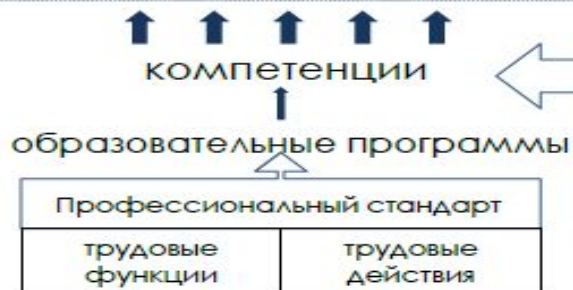 компетенции
образовательные программы
Профессиональный стандарт
трудовые трудовые
функции действия